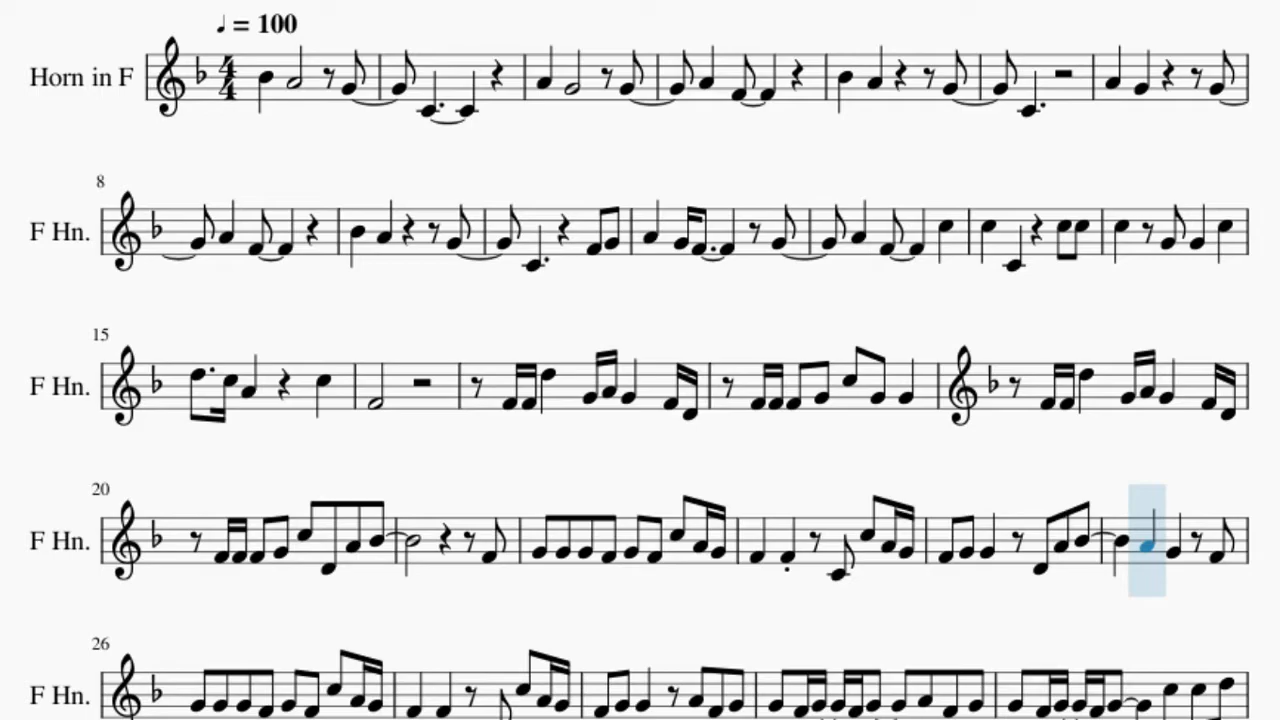 ♩ = 100
Horn in F
4
4
8
F Hn.
15
F Hn.
20
F Hn.
26
F Hn.